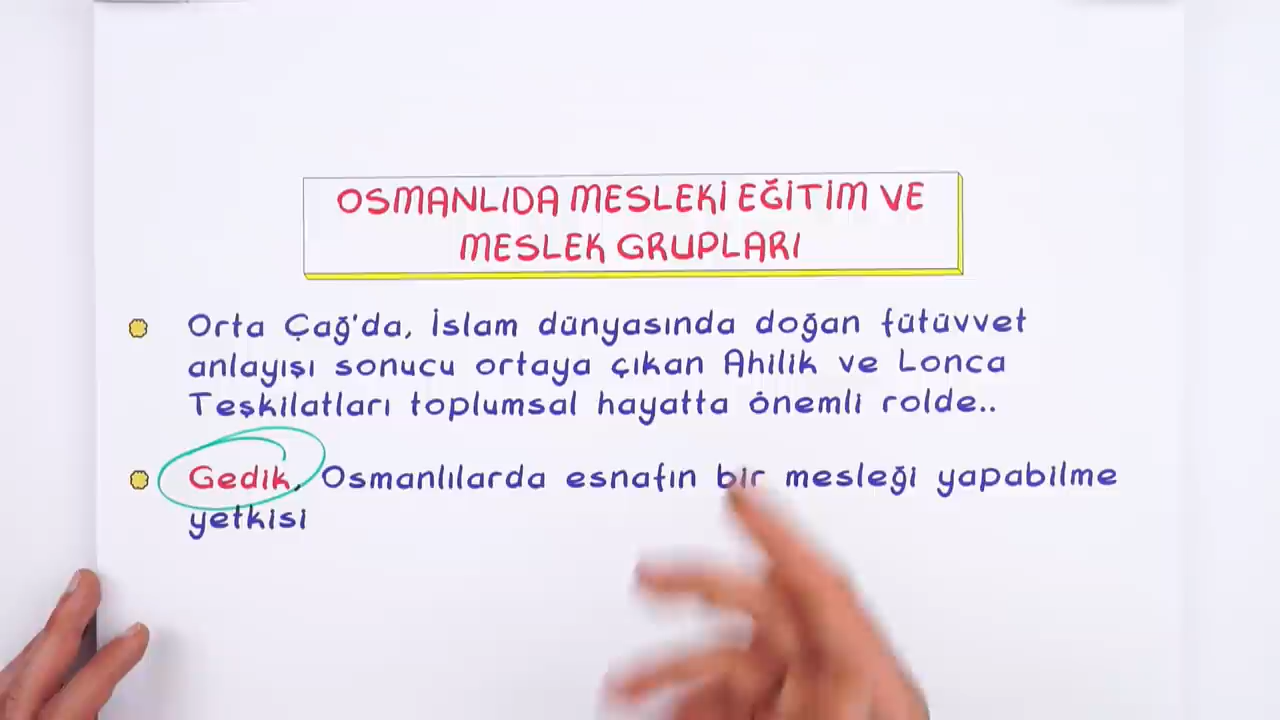 OSMANLIDA MESLEKİ EĞİTİM VE
MESLEK GRUPLARI
Orta Çağ'da, İslam dünyasında doğan fütüvvet
anlayışı sonucu ortaya çıkan Ahilik ve Lonca
Teşkilatları toplumsal hayatta önemli rolde..
Gedik, Osmanlılarda esnafın bir mesleği yapabilme
yetkisi